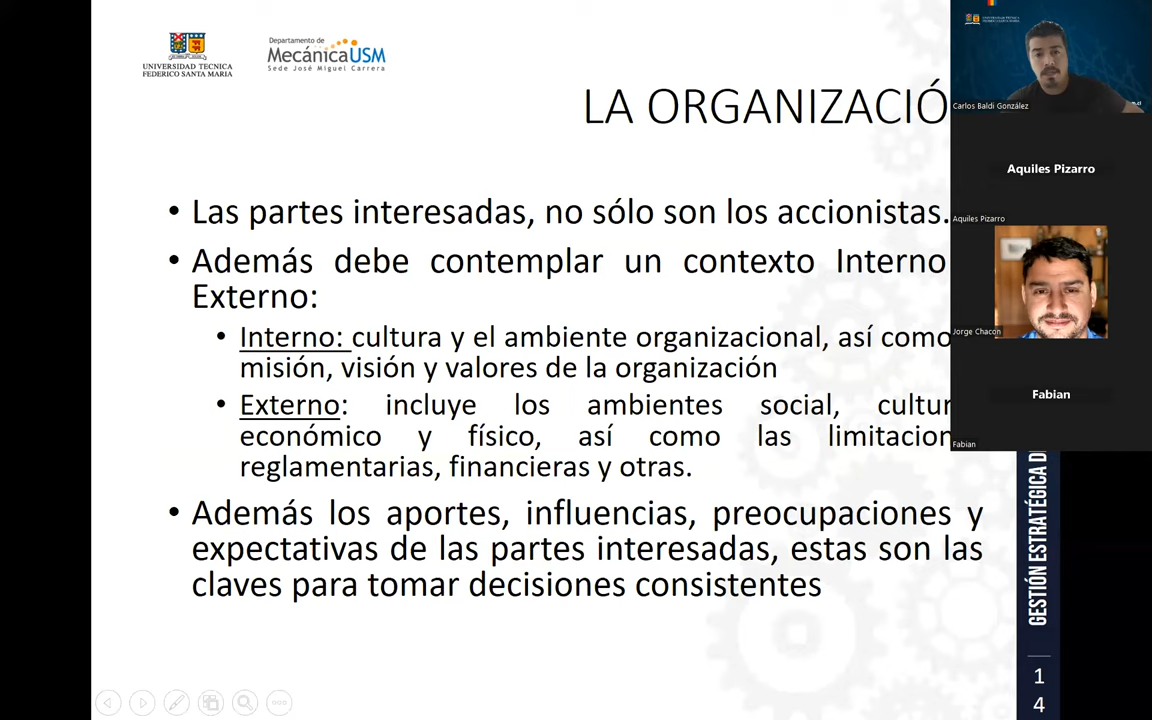 UNIVERSIDAD TECNICA
FEDERICO SANTA MARIA
Departamento de
MecánicaUSM
Sede José Miguel Carrera
LA ORGANIZACIÓ
• Las partes interesadas, no sólo son los accionistas.
• Además debe contemplar un contexto Interno
Externo:
• Interno: cultura y el ambiente organizacional, así como
misión, visión y valores de la organización
• Externo: incluye los ambientes social, cultur
económico y físico, así como las limitacion
reglamentarias, financieras y otras.
• Además los aportes, influencias, preocupaciones y
expectativas de las partes interesadas, estas son las
claves para tomar decisiones consistentes
Carlos Baldi González
Aquiles Pizarro
Aquiles Pizarro
Jorge Chacon
Fabian
Fabian
GESTIÓN ESTRATÉGICA D
1
4